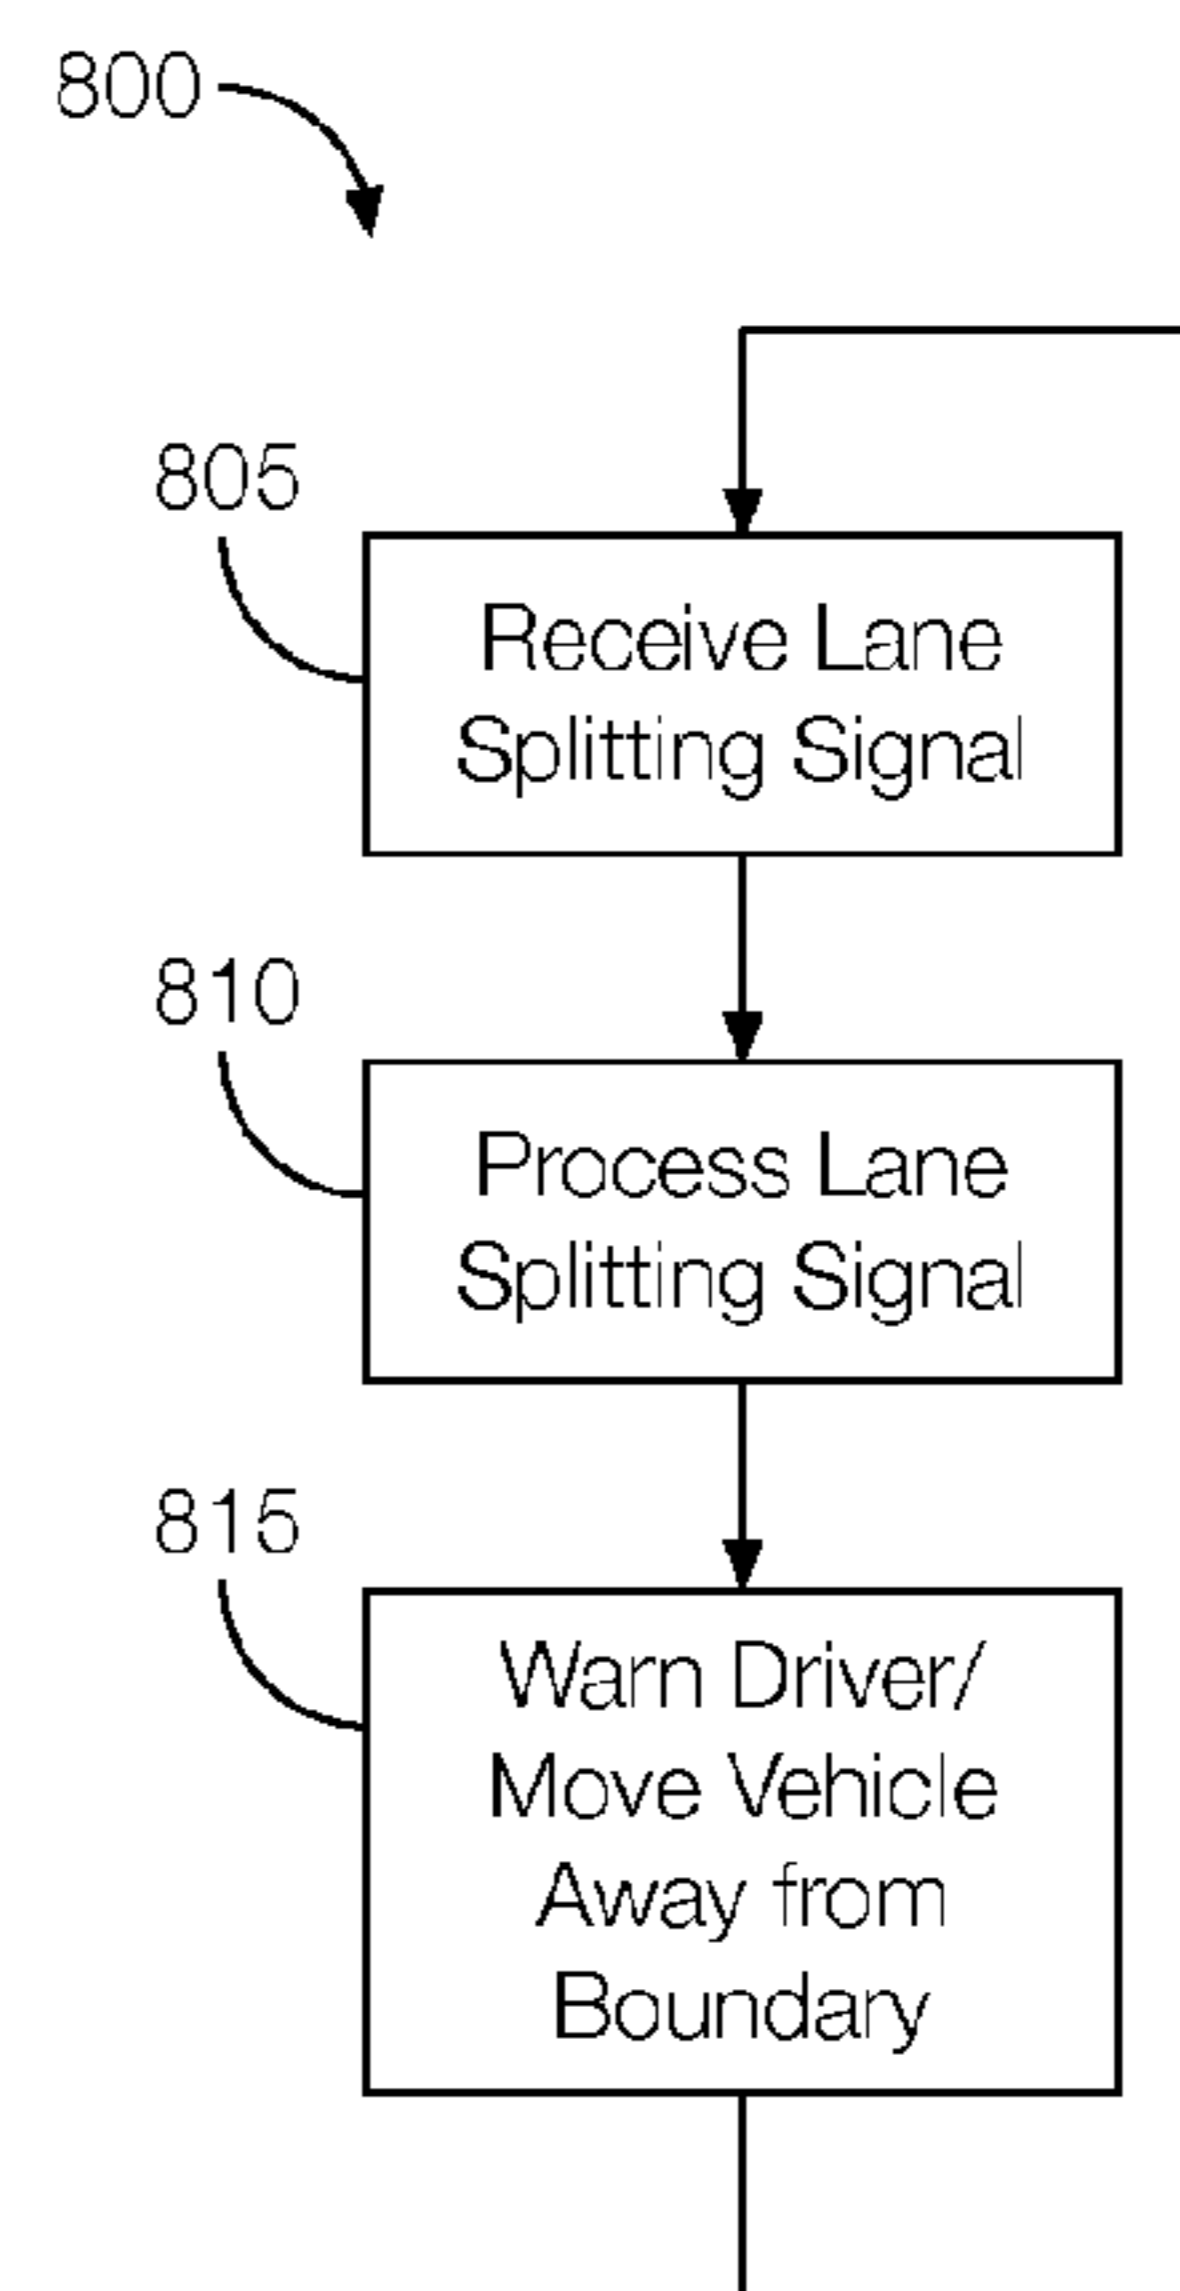 800
805
Receive Lane
Splitting Signal
810
Process Lane
Splitting Signal
815
Warn Driver/
Move Vehicle
Away from
Boundary